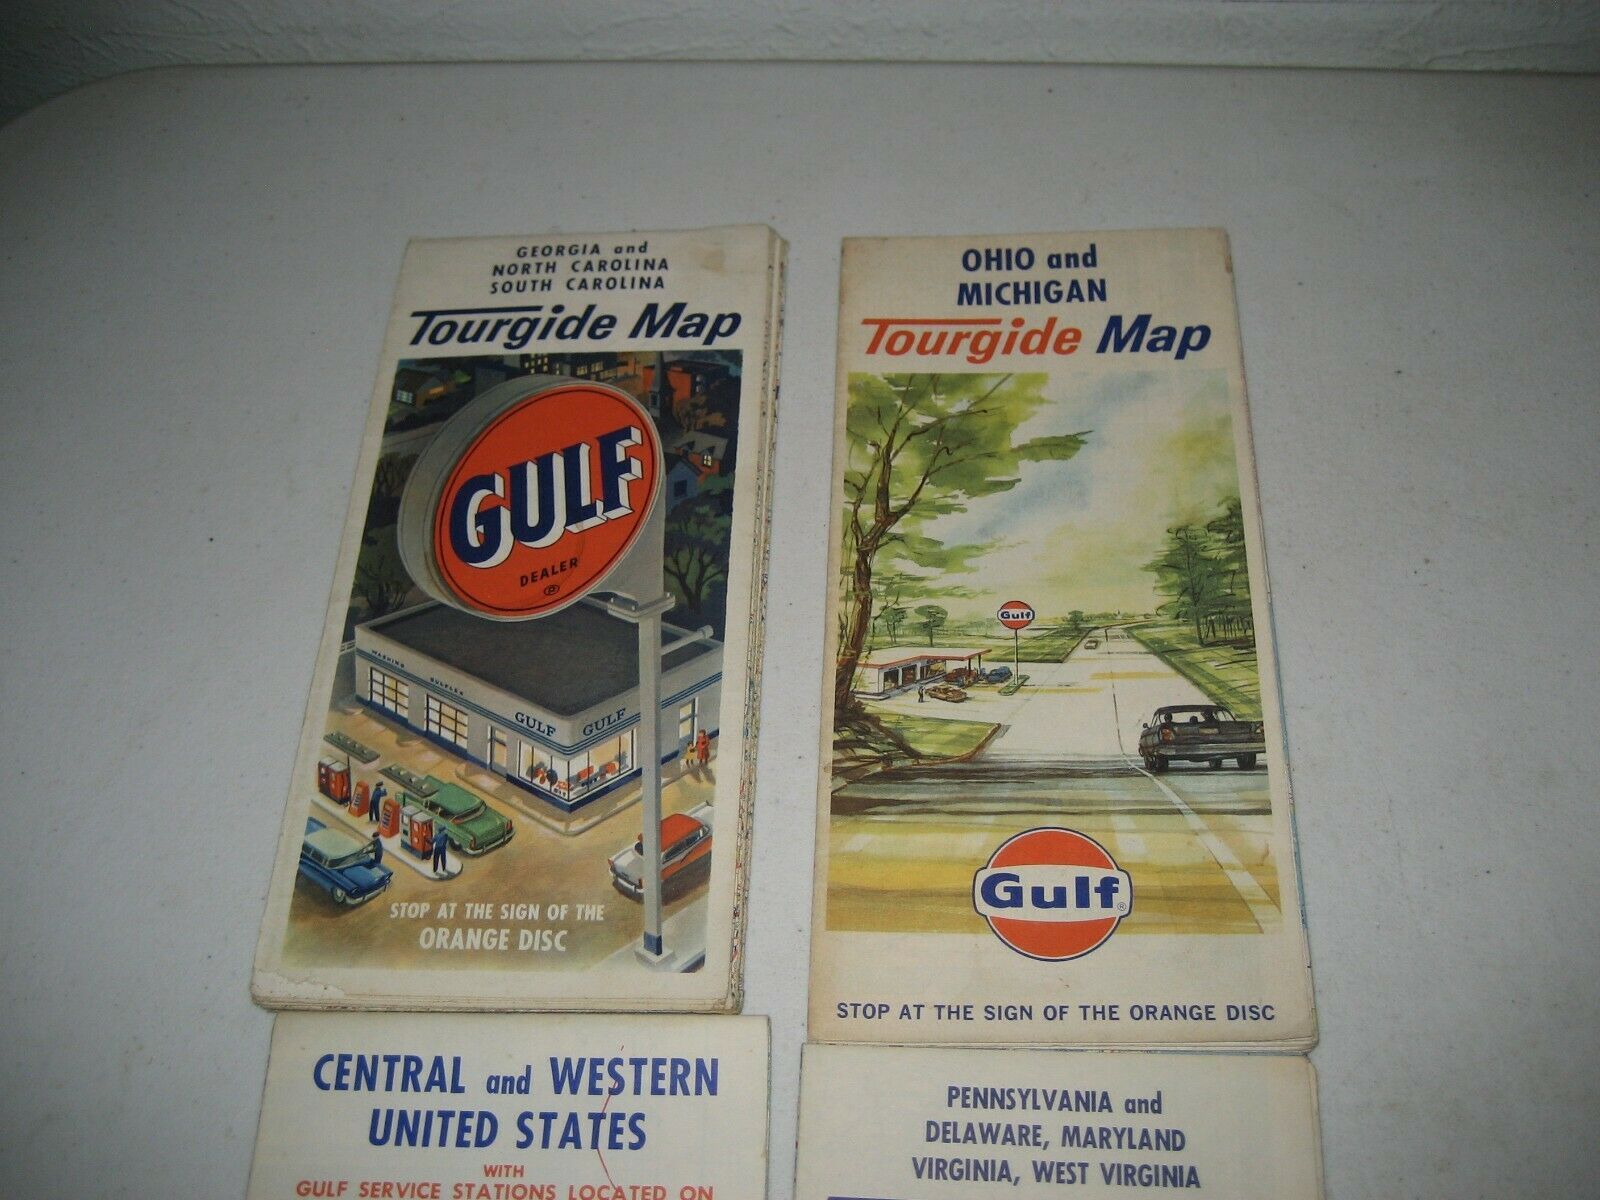 GEORGIA and
NORTH CAROLINA
SOUTH CAROLINA
Tourgide Map
GULF
DEALER
WASHING
GULFLEX
GULF
GULF
STOP AT THE SIGN OF THE
ORANGE DISC
OHIO and
MICHIGAN
Tourgide Map
Gulf
Gulf®
STOP AT THE SIGN OF THE ORANGE DISC
CENTRAL and WESTERN
UNITED STATES
WITH
GULF SERVICE STATIONS LOCATED ON
PENNSYLVANIA and
DELAWARE, MARYLAND
VIRGINIA, WEST VIRGINIA